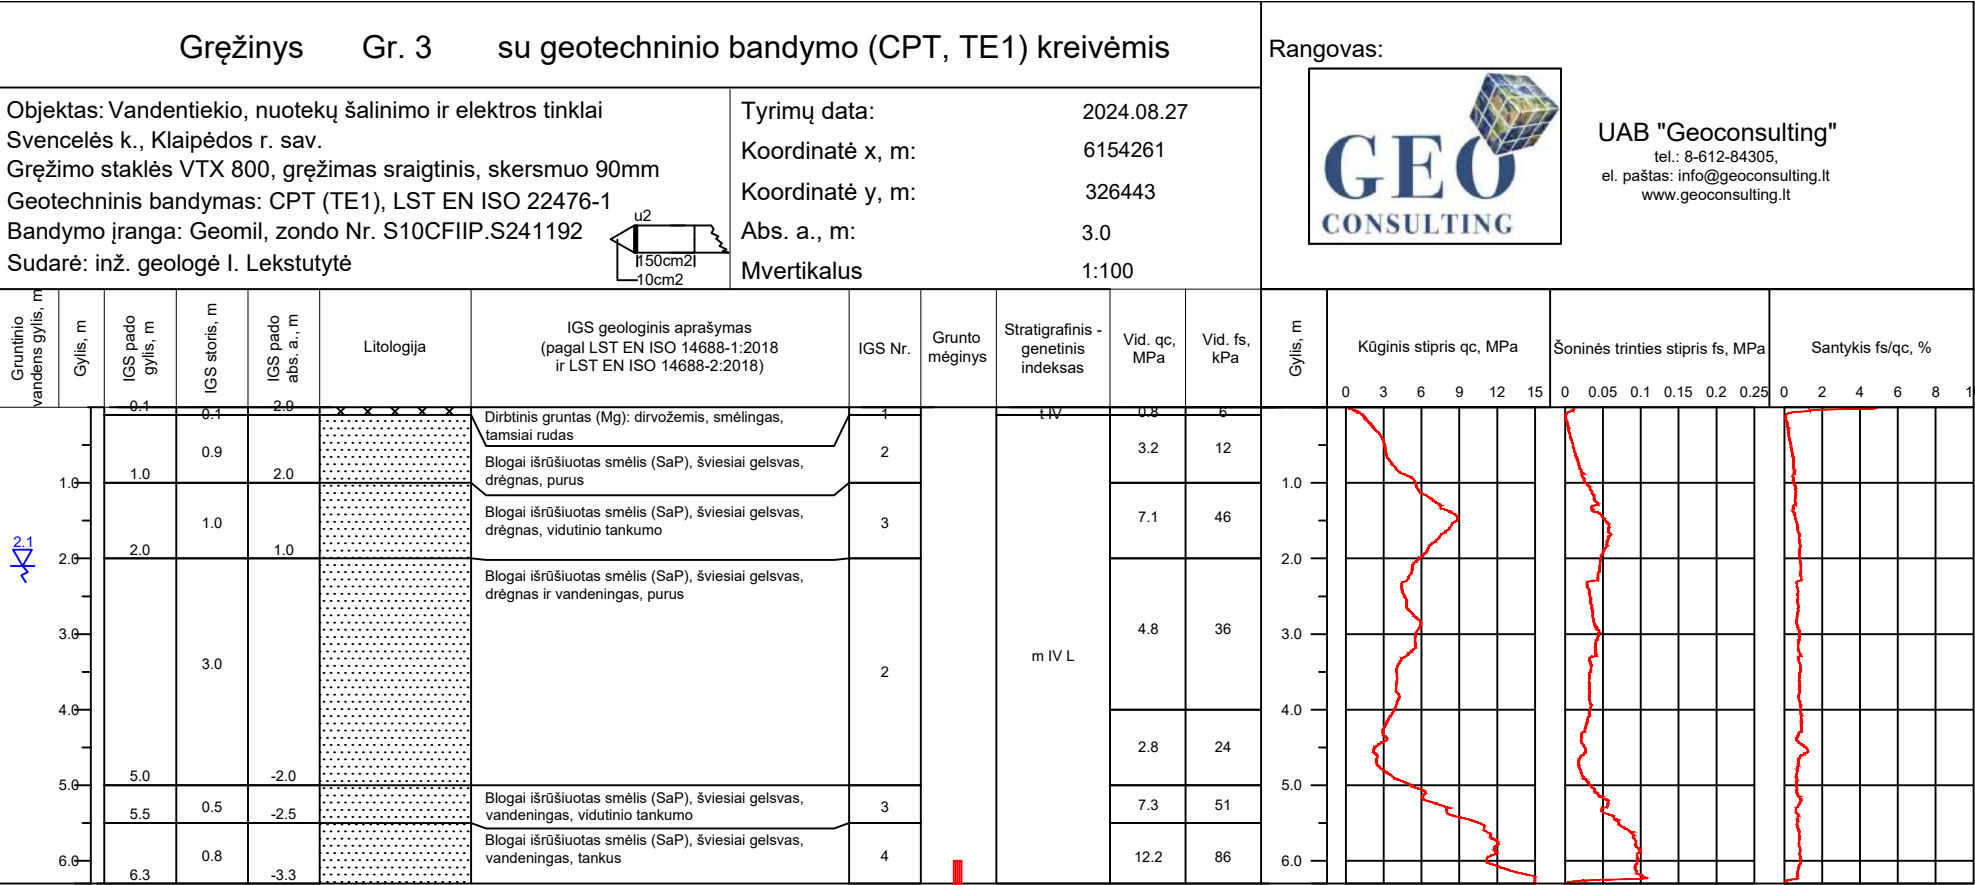 Gręžinys Gr. 3 su geotechninio bandymo (CPT, TE1) kreivėmis
Rangovas:
Objektas: Vandentiekio, nuotekų šalinimo ir elektros tinklai
Svencelės k., Klaipėdos r. sav.
Gręžimo staklės VTX 800, gręžimas sraigtinis, skersmuo 90mm
Geotechninis bandymas: CPT (TE1), LST EN ISO 22476-1
Bandymo įranga: Geomil, zondo Nr. S10CFIIP.S241192
Sudarė: inž. geologė I. Lekstutytė
u2
150cm2
10cm2
Tyrimų data: 2024.08.27
Koordinatė x, m: 6154261
Koordinatė y, m: 326443
Abs. a., m: 3.0
Mvertikalus 1:100
GEO
CONSULTING
UAB "Geoconsulting"
tel.: 8-612-84305,
el. paštas: info@geoconsulting.lt
www.geoconsulting.lt
Gruntinio
vandens gylis, m
Gylis, m
IGS pado
gylis, m
IGS storis, m
IGS pado
abs. a., m
Litologija
IGS geologinis aprašymas
(pagal LST EN ISO 14688-1:2018
ir LST EN ISO 14688-2:2018)
IGS Nr.
Grunto
mėginys
Stratigrafinis -
genetinis
indeksas
Vid. qc,
MPa
Vid. fs,
kPa
Gylis, m
Kūginis stipris qc, MPa
0 3 6 9 12 15
Šoninės trinties stipris fs, MPa
0 0.05 0.1 0.15 0.2 0.25
Santykis fs/qc, %
0 2 4 6 8 1
2.1
1.0
2.0
3.0
4.0
5.0
6.0
0.1 0.1 2.9
x x x x x x
Dirbtinis gruntas (Mg): dirvožemis, smėlingas,
tamsiai rudas
1 t IV 0.8 6
1.0 0.9 2.0
Blogai išrūšiuotas smėlis (SaP), šviesiai gelsvas,
drėgnas, purus
2 3.2 12
2.0 1.0 1.0
Blogai išrūšiuotas smėlis (SaP), šviesiai gelsvas,
drėgnas, vidutinio tankumo
3 7.1 46
5.0 3.0 -2.0
Blogai išrūšiuotas smėlis (SaP), šviesiai gelsvas,
drėgnas ir vandeningas, purus
2 m IV L 4.8 36
2.8 24
5.5 0.5 -2.5
Blogai išrūšiuotas smėlis (SaP), šviesiai gelsvas,
vandeningas, vidutinio tankumo
3 7.3 51
6.3 0.8 -3.3
Blogai išrūšiuotas smėlis (SaP), šviesiai gelsvas,
vandeningas, tankus
4 12.2 86
1.0
2.0
3.0
4.0
5.0
6.0